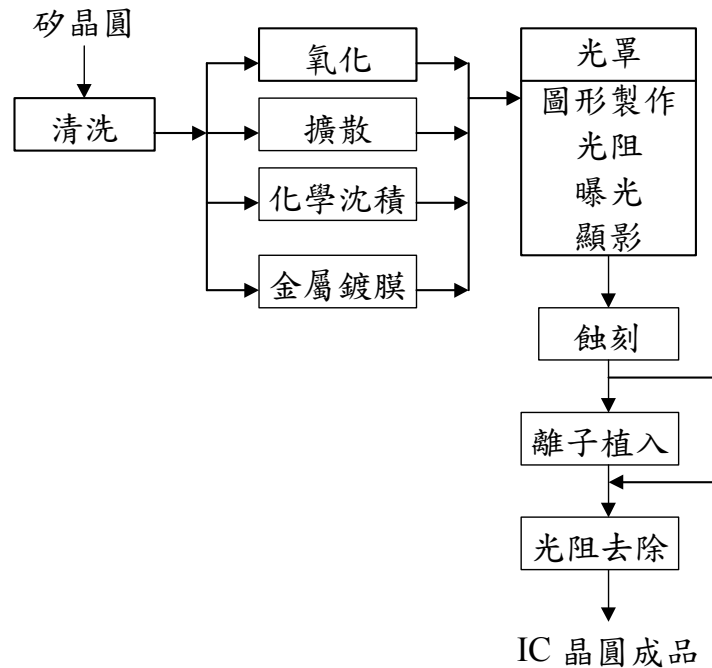 矽晶圓
清洗
氧化
擴散
化學沈積
金屬鍍膜
光罩
圖形製作
光阻
曝光
顯影
蝕刻
離子植入
光阻去除
IC 晶圓成品